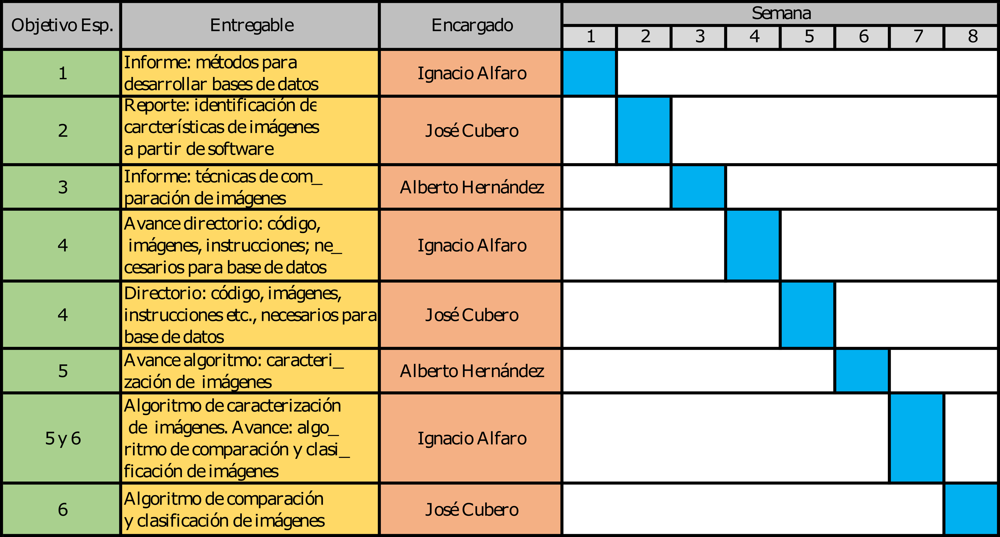 Objetivo Esp.
Entregable
Encargado
Semana
1 2 3 4 5 6 7 8
1
Informe: métodos para
desarrollar bases de datos
Ignacio Alfaro
2
Reporte: identificación de
carcterísticas de imágenes
a partir de software
José Cubero
3
Informe: técnicas de com_
paración de imágenes
Alberto Hernández
4
Avance directorio: código,
imágenes, instrucciones; ne_
cesarios para base de datos
Ignacio Alfaro
4
Directorio: código, imágenes,
instrucciones etc., necesarios para
base de datos
José Cubero
5
Avance algoritmo: caracteri_
zación de imágenes
Alberto Hernández
5 y 6
Algoritmo de caracterización
de imágenes. Avance: algo_
ritmo de comparación y clasi_
ficación de imágenes
Ignacio Alfaro
6
Algoritmo de comparación
y clasificación de imágenes
José Cubero